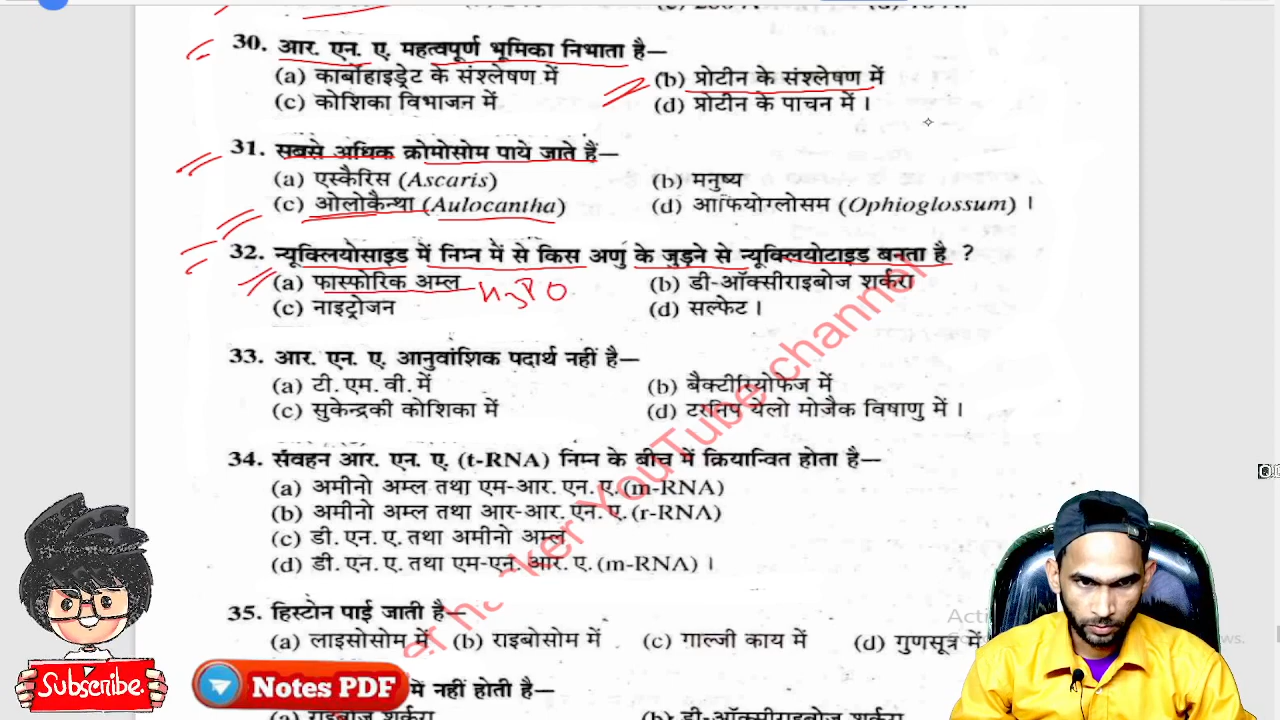 30. आर. एन. ए. महत्वपूर्ण भूमिका निभाता है—
(a) कार्बोहाइड्रेट के संश्लेषण में (b) प्रोटीन के संश्लेषण में
(c) कोशिका विभाजन में (d) प्रोटीन के पाचन में ।
31. सबसे अधिक क्रोमोसोम पाये जाते हैं—
(a) एस्कैरिस (Ascaris) (b) मनुष्य
(c) ओलोकैन्था (Aulocantha) (d) आफियोग्लोसम (Ophioglossum) ।
32. न्यूक्लियोसाइड में निम्न में से किस अणु के जुड़ने से न्यूक्लियोटाइड बनता है ?
(a) फास्फोरिक अम्ल H3PO (b) डी-ऑक्सीराइबोज शर्करा
(c) नाइट्रोजन (d) सल्फेट ।
33. आर. एन. ए. आनुवांशिक पदार्थ नहीं है—
(a) टी. एम. वी. में (b) बैक्टीरियोफेज में
(c) सुकेन्द्रकी कोशिका में (d) टरनिप येलो मोजैक विषाणु में ।
34. संवहन आर. एन. ए. (t-RNA) निम्न के बीच में क्रियान्वित होता है—
(a) अमीनो अम्ल तथा एम-आर. एन. ए. (m-RNA)
(b) अमीनो अम्ल तथा आर-आर. एन. ए. (r-RNA)
(c) डी. एन. ए. तथा अमीनो अम्ल
(d) डी. एन. ए. तथा एम-एन. आर. ए. (m-RNA) ।
35. हिस्टोन पाई जाती है—
(a) लाइसोसोम में (b) राइबोसोम में (c) गाल्जी काय में (d) गुणसूत्र में
में नहीं होती है—
YouTube channel
Subscribe.
Notes PDF